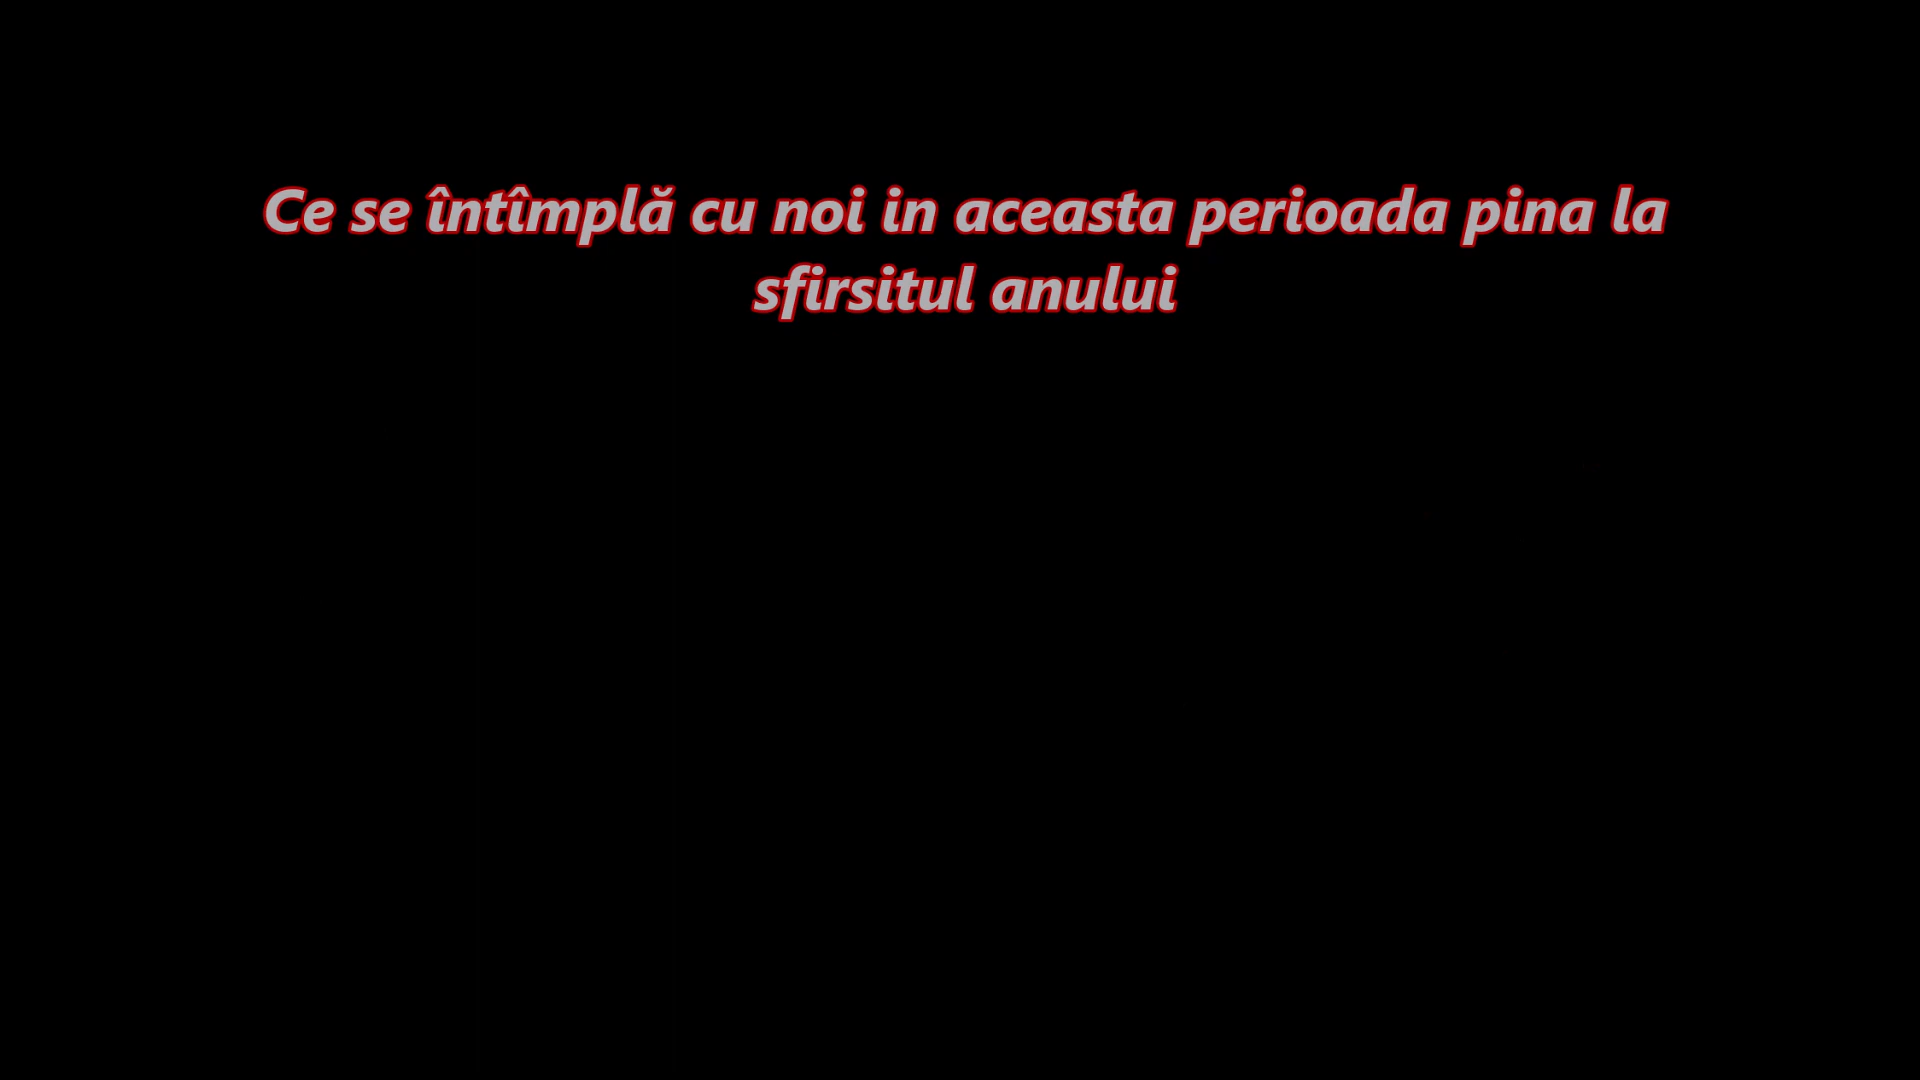 Ce se întîmplă cu noi in aceasta perioada pina la
sfirsitul anului